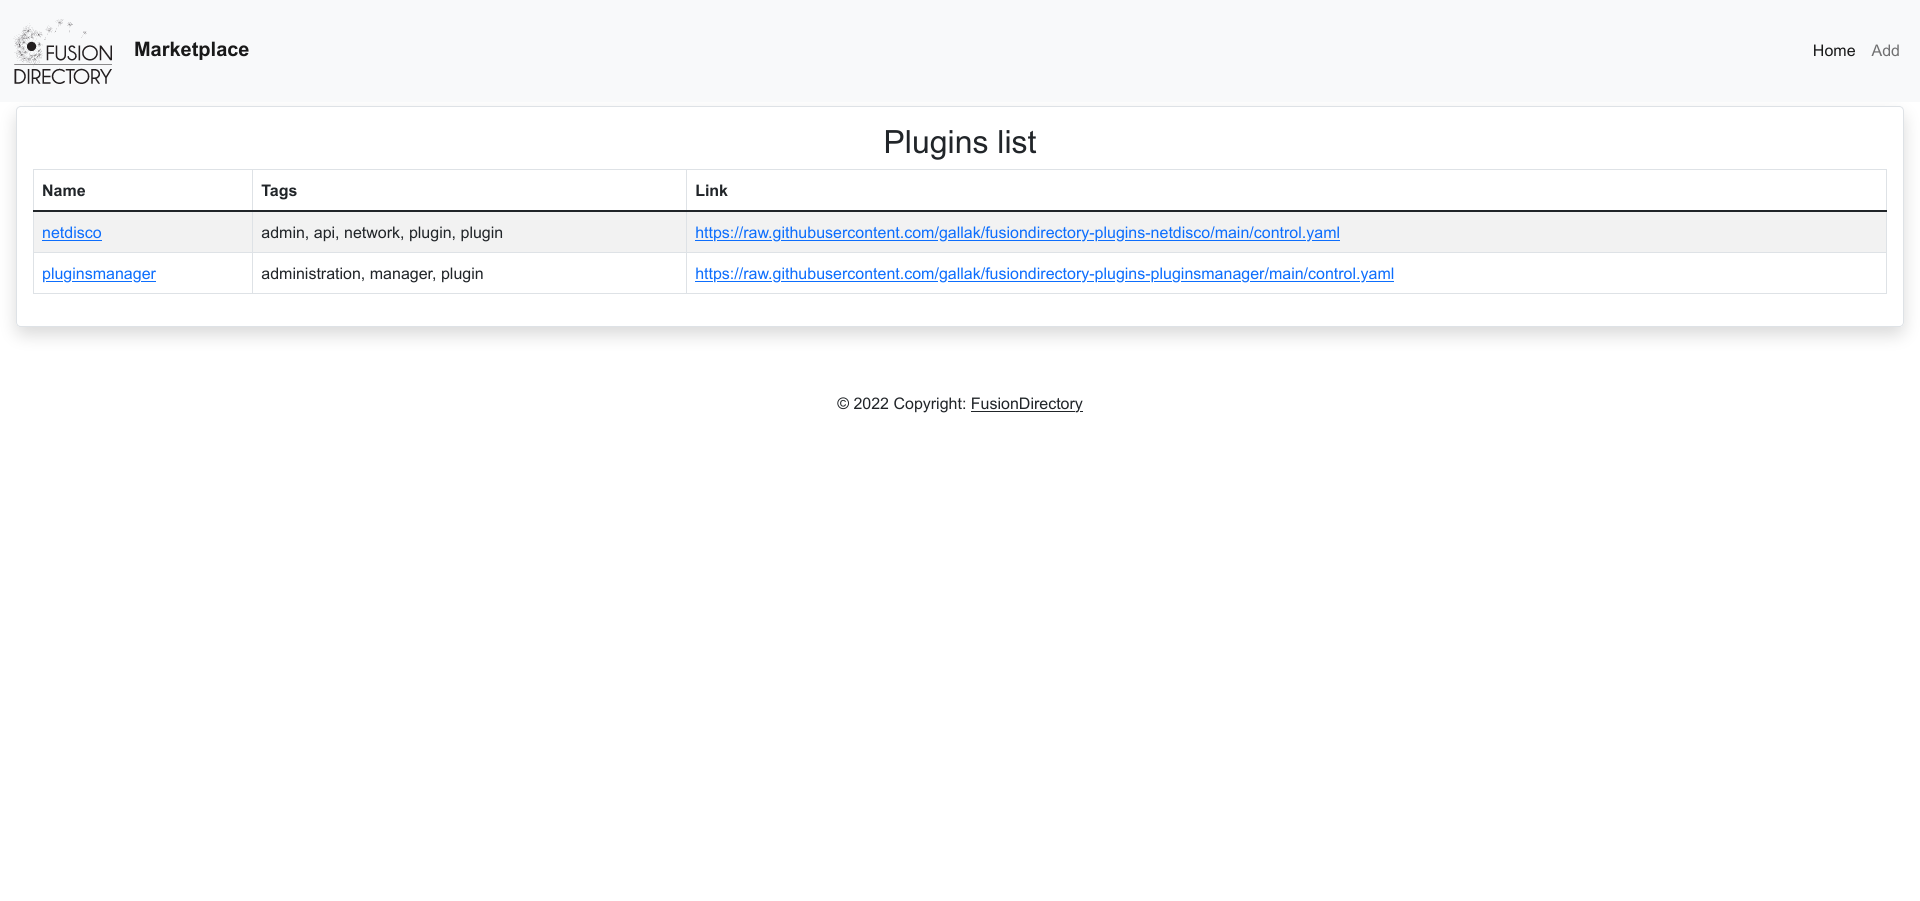 FUSION
DIRECTORY
Marketplace
Home Add
Plugins list
Name Tags Link
netdisco admin, api, network, plugin, plugin https://raw.githubusercontent.com/gallak/fusiondirectory-plugins-netdisco/main/control.yaml
pluginsmanager administration, manager, plugin https://raw.githubusercontent.com/gallak/fusiondirectory-plugins-pluginsmanager/main/control.yaml
© 2022 Copyright: FusionDirectory